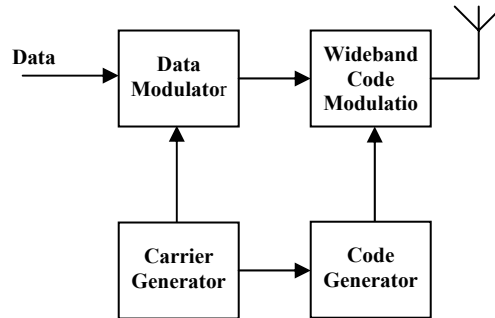 Data
Data
Modulator
Wideband
Code
Modulatio
Carrier
Generator
Code
Generator